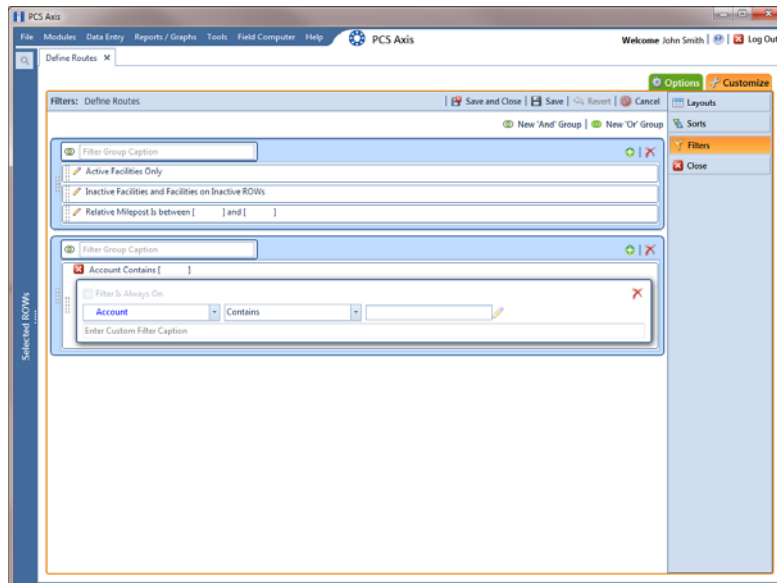 PCS Axis
File Modules Data Entry Reports / Graphs Tools Field Computer Help PCS Axis Welcome John Smith | | Log Out
Define Routes X
Options Customize
Filters: Define Routes | Save and Close | Save | Revert | Cancel
Layouts
New 'And' Group | New 'Or' Group
Sorts
Filter Group Caption
Filters
Active Facilities Only
Close
Inactive Facilities and Facilities on Inactive ROWs
Relative Milepost Is between [ ] and [ ]
Filter Group Caption
Account Contains [ ]
Filter Is Always On
Account Contains
Enter Custom Filter Caption
Selected ROWs